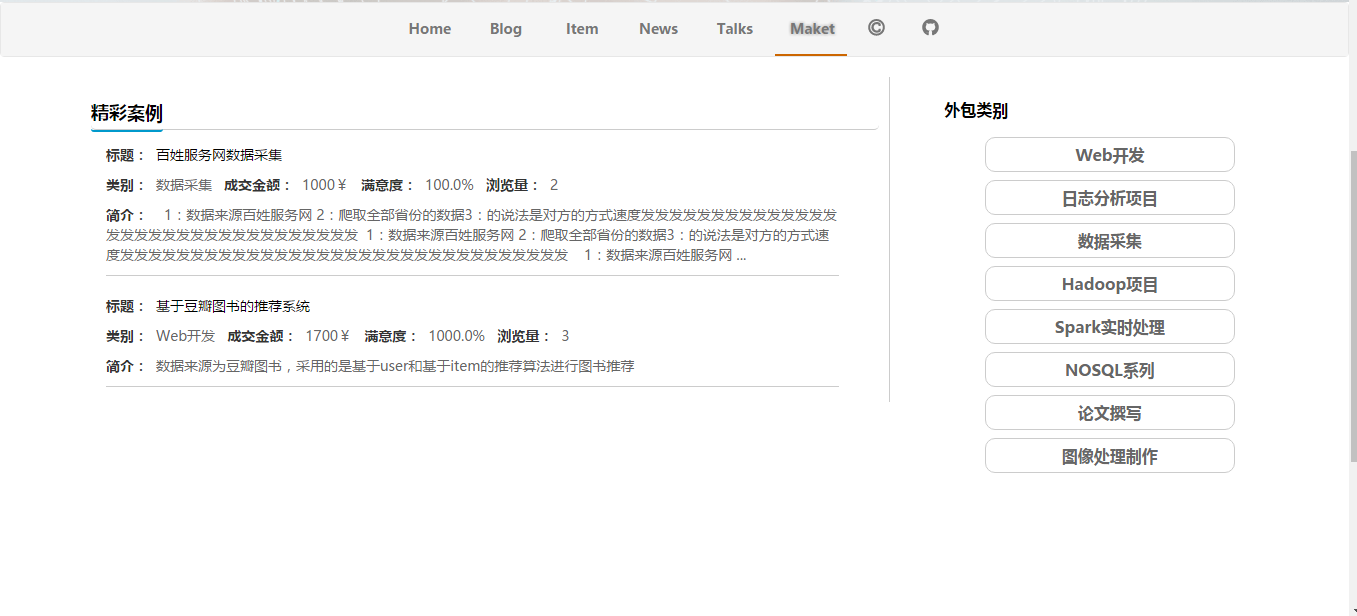 Home Blog Item News Talks Maket ©
精彩案例
标题： 百姓服务网数据采集
类别： 数据采集 成交金额： 1000￥ 满意度： 100.0% 浏览量： 2
简介： 1：数据来源百姓服务网 2：爬取全部省份的数据3：的说法是对方的方式速度发发发发发发发发发发发发发发
发发发发发发发发发发发发发发发发发发 1：数据来源百姓服务网 2：爬取全部省份的数据3：的说法是对方的方式速
度发发发发发发发发发发发发发发发发发发发发发发发发发发发发发发发发 1：数据来源百姓服务网 ...
标题： 基于豆瓣图书的推荐系统
类别： Web开发 成交金额： 1700￥ 满意度： 1000.0% 浏览量： 3
简介： 数据来源为豆瓣图书，采用的是基于user和基于item的推荐算法进行图书推荐
外包类别
Web开发
日志分析项目
数据采集
Hadoop项目
Spark实时处理
NOSQL系列
论文撰写
图像处理制作